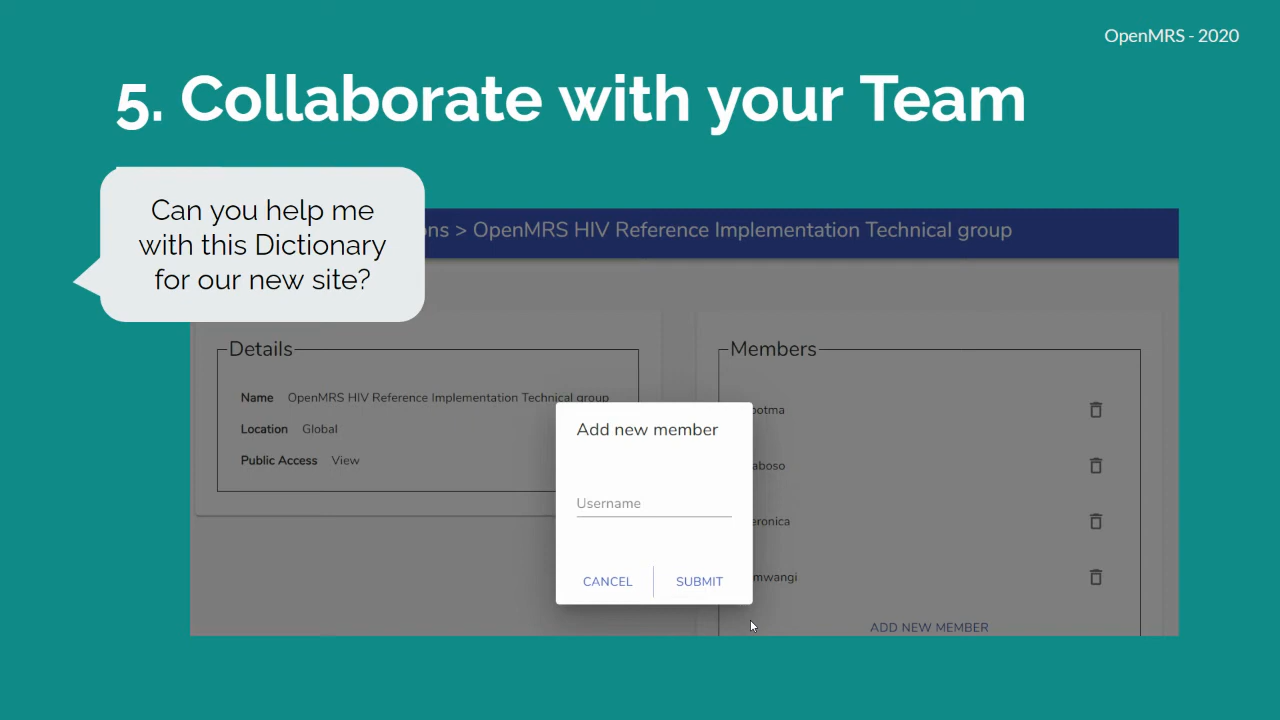 OpenMRS - 2020
5. Collaborate with your Team
Can you help me
with this Dictionary
for our new site?
> OpenMRS HIV Reference Implementation Technical group
Details
Name OpenMRS HIV Reference Implementation Technical group
Location Global
Public Access View
Members
Add new member
Username
CANCEL SUBMIT
ADD NEW MEMBER